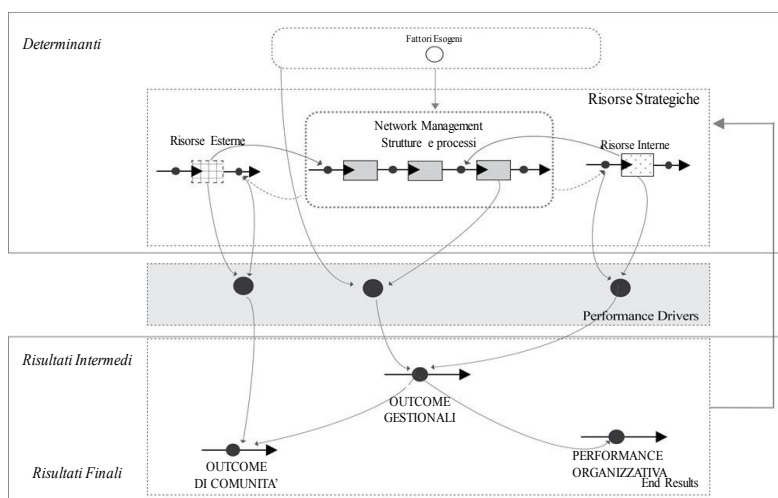 Determinanti
Fattori Esogeni
Risorse Strategiche
Network Management
Strutture e processi
Risorse Esterne
Risorse Interne
Performance Drivers
Risultati Intermedi
OUTCOME
GESTIONALI
OUTCOME
DI COMUNITA'
PERFORMANCE
ORGANIZZATIVA
Risultati Finali
End Results